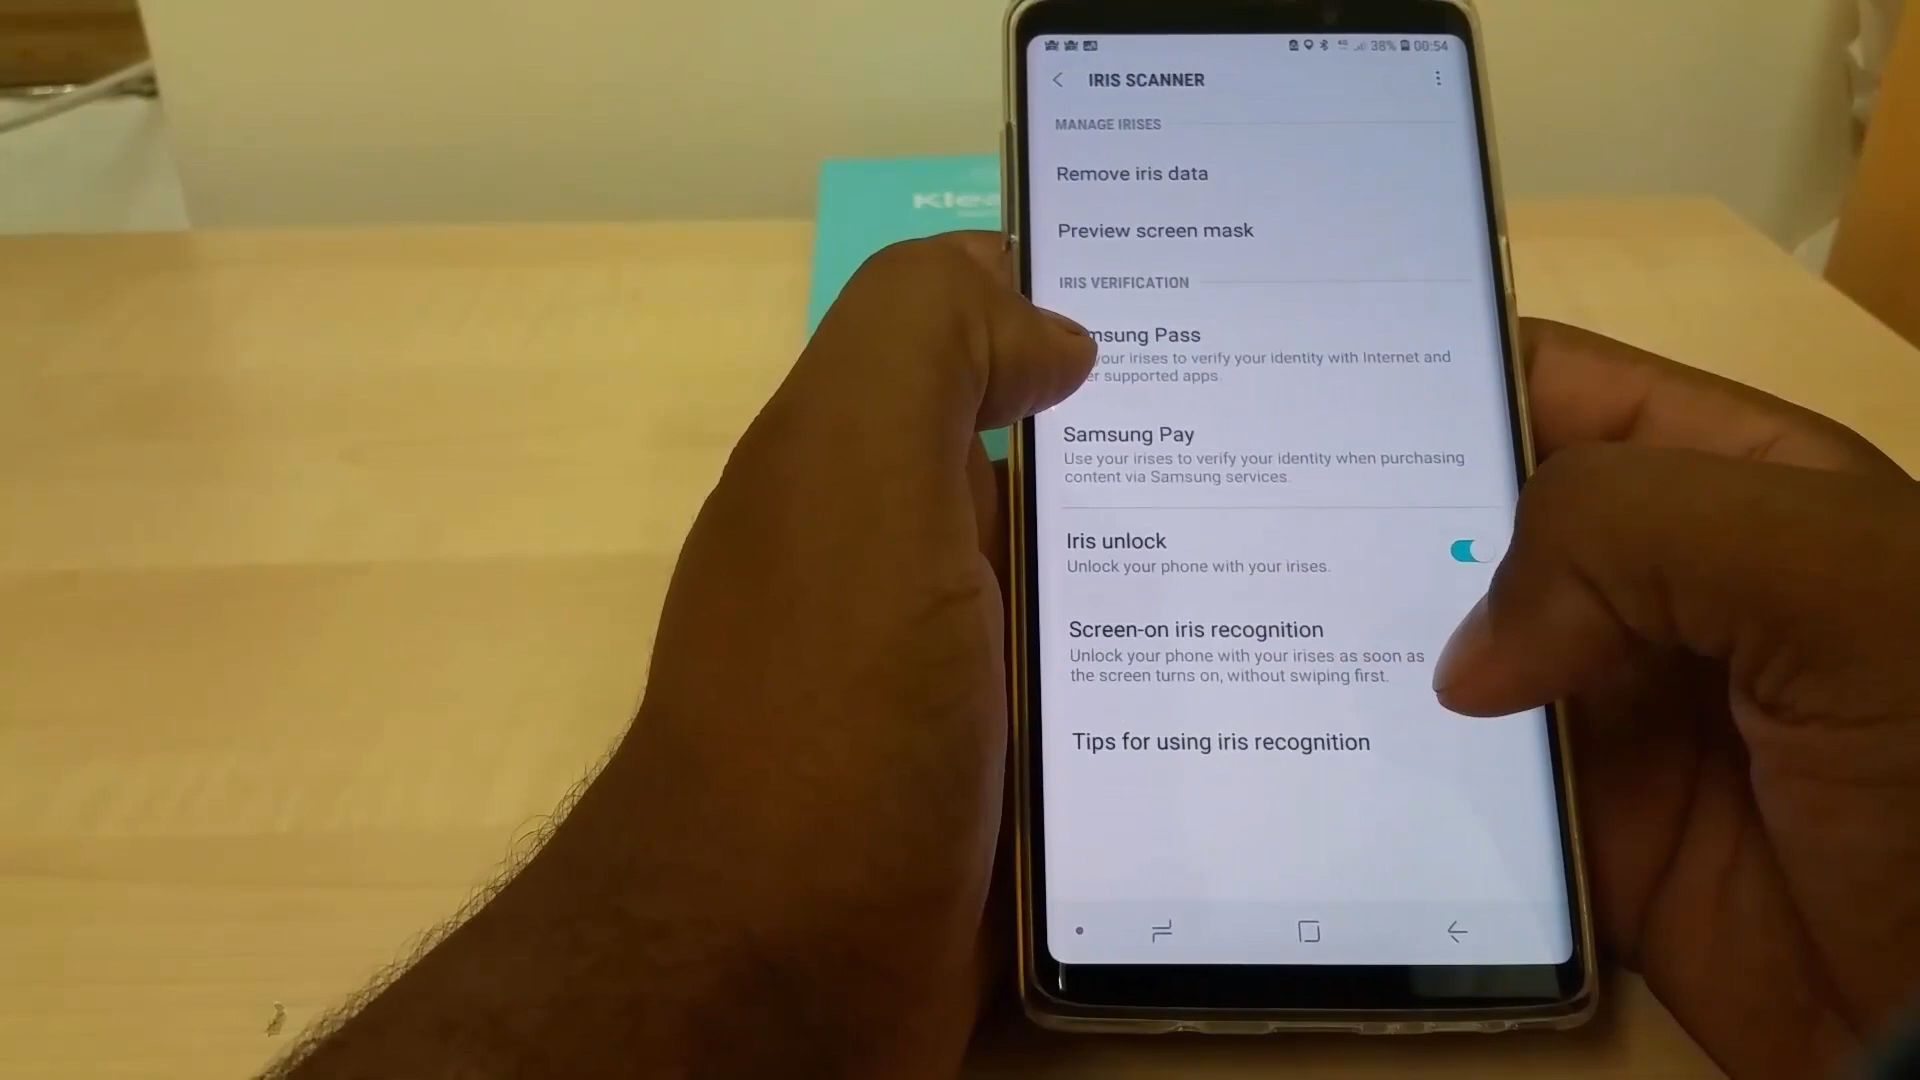 38% 00:54
IRIS SCANNER
MANAGE IRISES
Remove iris data
Preview screen mask
IRIS VERIFICATION
Pass
your irises to verify your identity with Internet and
supported apps.
Samsung Pay
Use your irises to verify your identity when purchasing
content via Samsung services.
Iris unlock
Unlock your phone with your irises.
Screen-on iris recognition
Unlock your phone with your irises as soon as
the screen turns on, without swiping first.
Tips for using iris recognition